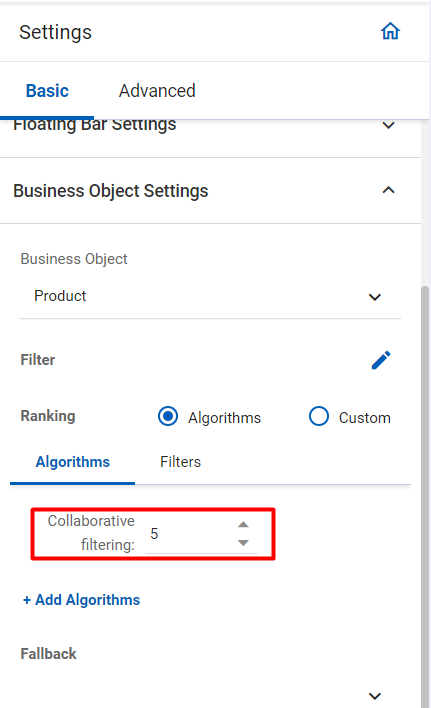 Settings
Basic Advanced
Floating Bar Settings
Business Object Settings
Business Object
Product
Filter
Ranking Algorithms Custom
Algorithms Filters
Collaborative
filtering: 5
+ Add Algorithms
Fallback